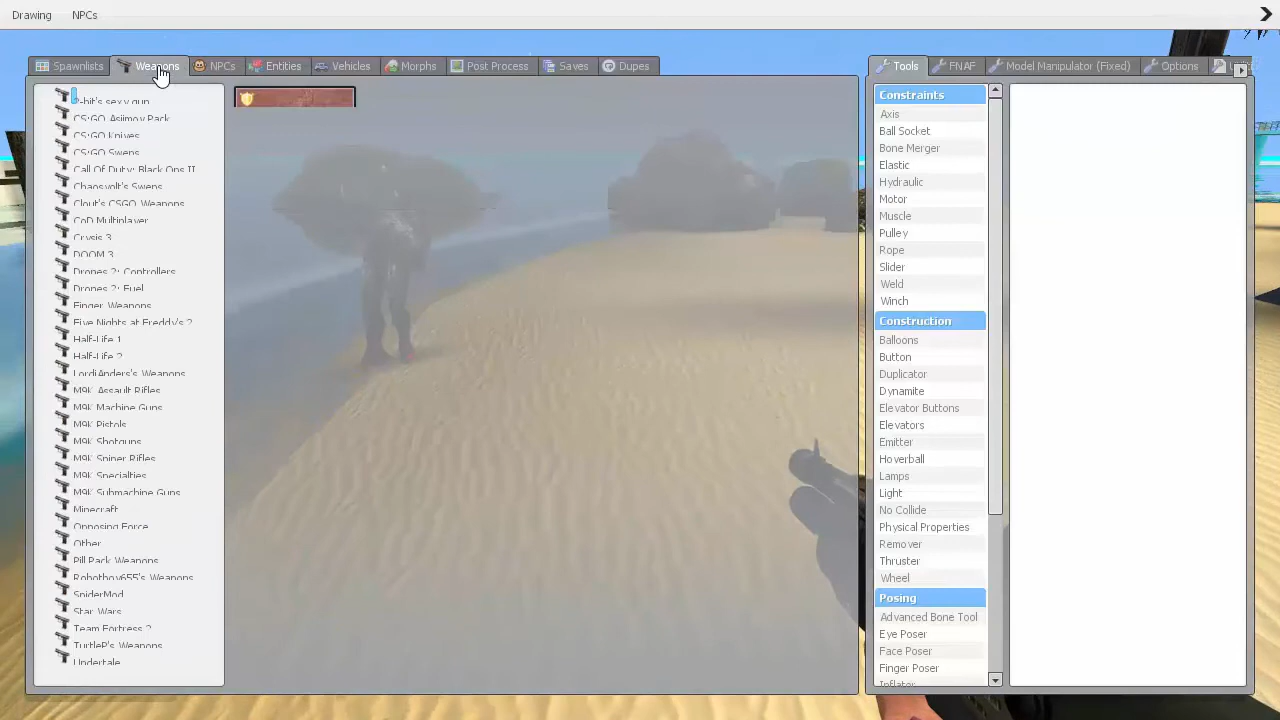 Drawing NPCs
Spawnlists Weapons NPCs Entities Vehicles Morphs Post Process Saves Dupes
Tools FNAF Model Manipulator (Fixed) Options
CS:GO Asiimov Pack
CS:GO Knives
CS:GO Sweps
Call Of Duty: Black Ops II
Chaosvolt's Sweps
Clout's CSGO Weapons
CoD Multiplayer
Crysis 3
DOOM 3
Drones 2: Controllers
Drones 2: Fuel
Finger Weapons
Five Nights at Freddy's 2
Half-Life 1
Half-Life 2
LordiAnders's Weapons
M9K Assault Rifles
M9K Machine Guns
M9K Pistols
M9K Shotguns
M9K Sniper Rifles
M9K Specialties
M9K Submachine Guns
Minecraft
Opposing Force
Other
Pill Pack Weapons
Robotboy655's Weapons
SpiderMod
Star Wars
Team Fortress 2
TurtleP's Weapons
Undertale
Constraints
Axis
Ball Socket
Bone Merger
Elastic
Hydraulic
Motor
Muscle
Pulley
Rope
Slider
Weld
Winch
Construction
Balloons
Button
Duplicator
Dynamite
Elevator Buttons
Elevators
Emitter
Hoverball
Lamps
Light
No Collide
Physical Properties
Remover
Thruster
Wheel
Posing
Advanced Bone Tool
Eye Poser
Face Poser
Finger Poser
Inflator